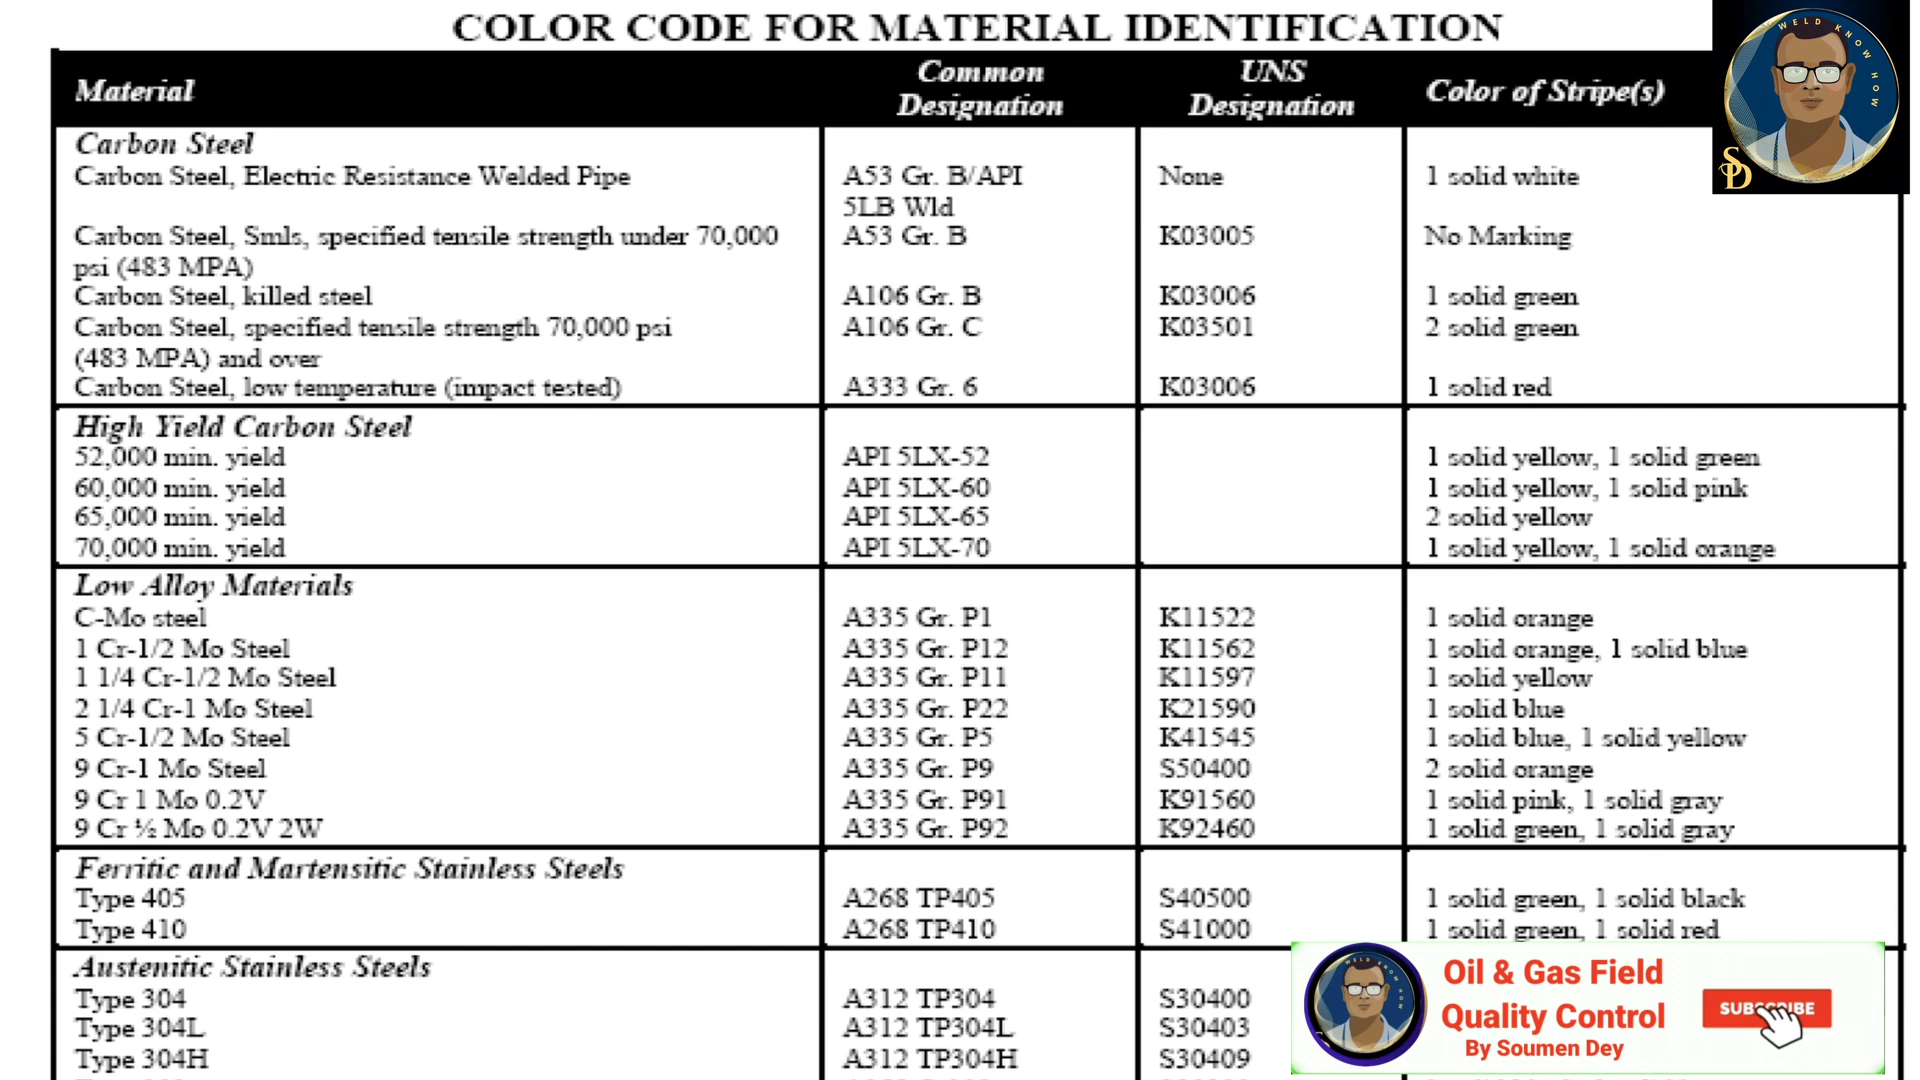 COLOR CODE FOR MATERIAL IDENTIFICATION
Material Common Designation UNS Designation Color of Stripe(s)
WELD KNOW HOW
SD
Carbon Steel
Carbon Steel, Electric Resistance Welded Pipe A53 Gr. B/API 5LB Wld None 1 solid white
Carbon Steel, Smls, specified tensile strength under 70,000 psi (483 MPA) A53 Gr. B K03005 No Marking
Carbon Steel, killed steel A106 Gr. B K03006 1 solid green
Carbon Steel, specified tensile strength 70,000 psi (483 MPA) and over A106 Gr. C K03501 2 solid green
Carbon Steel, low temperature (impact tested) A333 Gr. 6 K03006 1 solid red
High Yield Carbon Steel
52,000 min. yield API 5LX-52 1 solid yellow, 1 solid green
60,000 min. yield API 5LX-60 1 solid yellow, 1 solid pink
65,000 min. yield API 5LX-65 2 solid yellow
70,000 min. yield API 5LX-70 1 solid yellow, 1 solid orange
Low Alloy Materials
C-Mo steel A335 Gr. P1 K11522 1 solid orange
1 Cr-1/2 Mo Steel A335 Gr. P12 K11562 1 solid orange, 1 solid blue
1 1/4 Cr-1/2 Mo Steel A335 Gr. P11 K11597 1 solid yellow
2 1/4 Cr-1 Mo Steel A335 Gr. P22 K21590 1 solid blue
5 Cr-1/2 Mo Steel A335 Gr. P5 K41545 1 solid blue, 1 solid yellow
9 Cr-1 Mo Steel A335 Gr. P9 S50400 2 solid orange
9 Cr 1 Mo 0.2V A335 Gr. P91 K91560 1 solid pink, 1 solid gray
9 Cr ½ Mo 0.2V 2W A335 Gr. P92 K92460 1 solid green, 1 solid gray
Ferritic and Martensitic Stainless Steels
Type 405 A268 TP405 S40500 1 solid green, 1 solid black
Type 410 A268 TP410 S41000 1 solid green, 1 solid red
Austenitic Stainless Steels
Type 304 A312 TP304 S30400
Type 304L A312 TP304L S30403
Type 304H A312 TP304H S30409
WELD KNOW HOW
Oil & Gas Field
Quality Control
By Soumen Dey
SUBSCRIBE